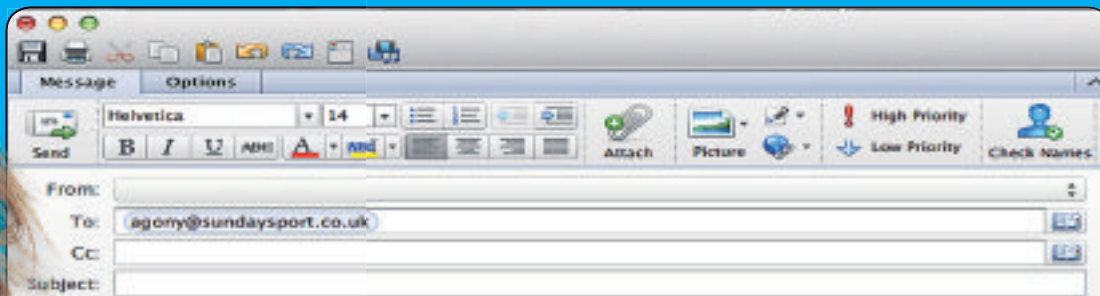 Message Options
Helvetica 14
Send B I U ABC A Attach Picture High Priority Low Priority Check Names
From:
To: agony@sundaysport.co.uk
Cc:
Subject: